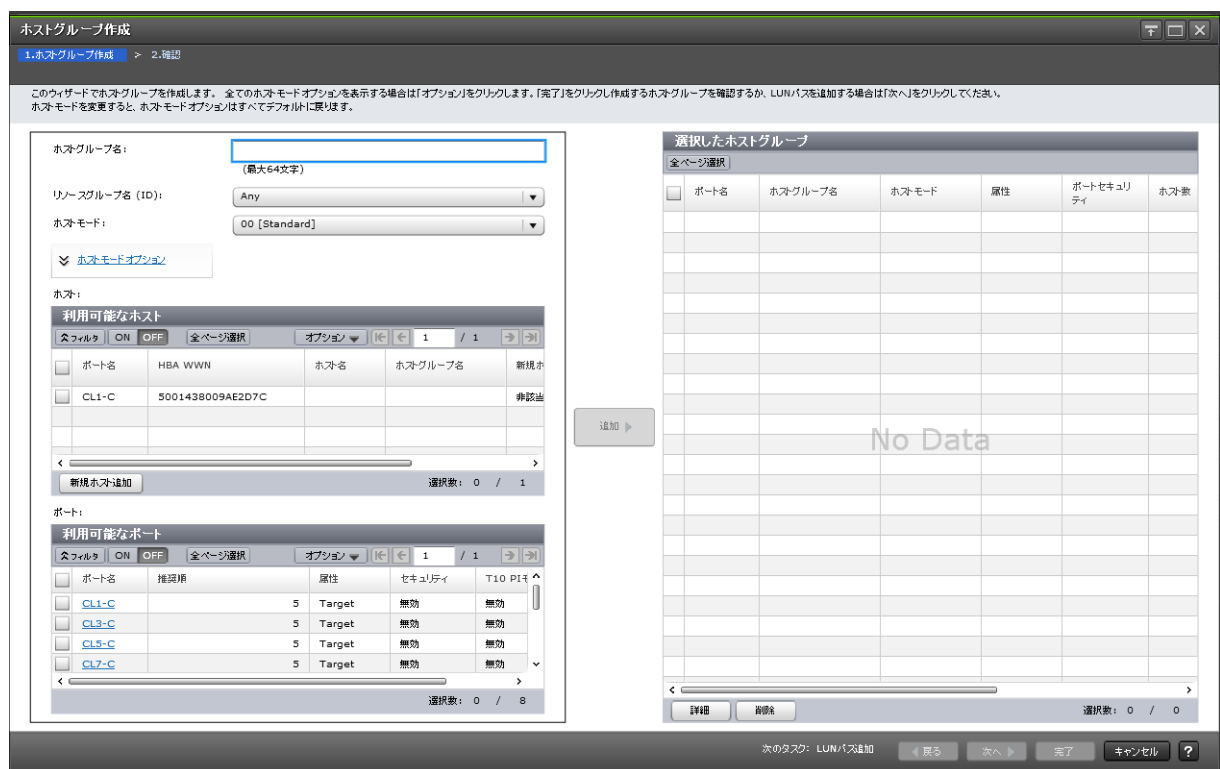 ホストグループ作成
1.ホストグループ作成 > 2.確認
このウィザードでホストグループを作成します。 全てのホストモードオプションを表示する場合は「オプション」をクリックします。「完了」をクリックし作成するホストグループを確認するか、LUNパスを追加する場合は「次へ」をクリックしてください。
ホストモードを変更すると、ホストモードオプションはすべてデフォルトに戻ります。
ホストグループ名:
(最大64文字)
リソースグループ名 (ID): Any
ホストモード: 00 [Standard]
ホストモードオプション
ホスト:
利用可能なホスト
フィルタ ON OFF 全ページ選択 オプション 1 / 1
ポート名 HBA WWN ホスト名 ホストグループ名 新規ホ
CL1-C 5001438009AE2D7C 非該当
新規ホスト追加 選択数: 0 / 1
ポート:
利用可能なポート
フィルタ ON OFF 全ページ選択 オプション 1 / 1
ポート名 推奨順 属性 セキュリティ T10 PIモ
CL1-C 5 Target 無効 無効
CL3-C 5 Target 無効 無効
CL5-C 5 Target 無効 無効
CL7-C 5 Target 無効 無効
選択数: 0 / 8
追加
選択したホストグループ
全ページ選択
ポート名 ホストグループ名 ホストモード 属性 ポートセキュリ
ティ ホスト数
No Data
詳細 削除 選択数: 0 / 0
次のタスク: LUNパス追加 戻る 次へ 完了 キャンセル ?